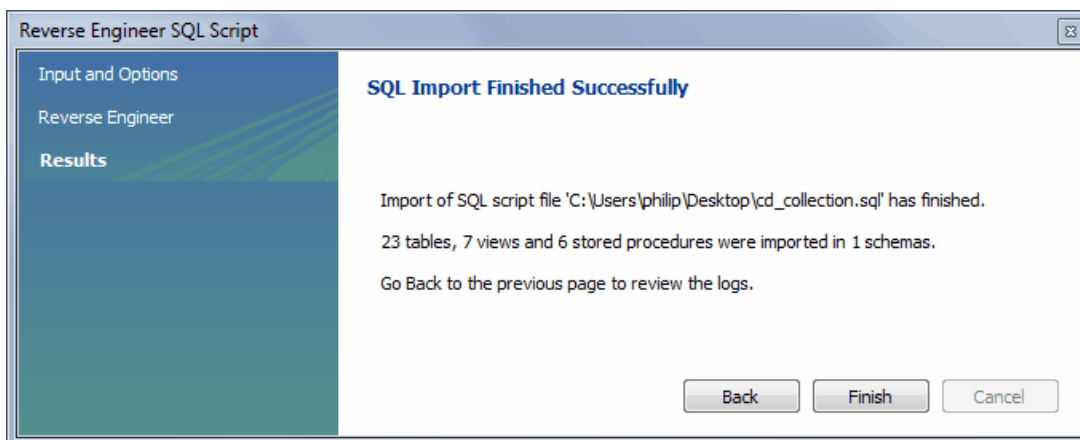 Reverse Engineer SQL Script
Input and Options
Reverse Engineer
Results
SQL Import Finished Successfully
Import of SQL script file 'C:\Users\philip\Desktop\cd_collection.sql' has finished.
23 tables, 7 views and 6 stored procedures were imported in 1 schemas.
Go Back to the previous page to review the logs.
Back Finish Cancel